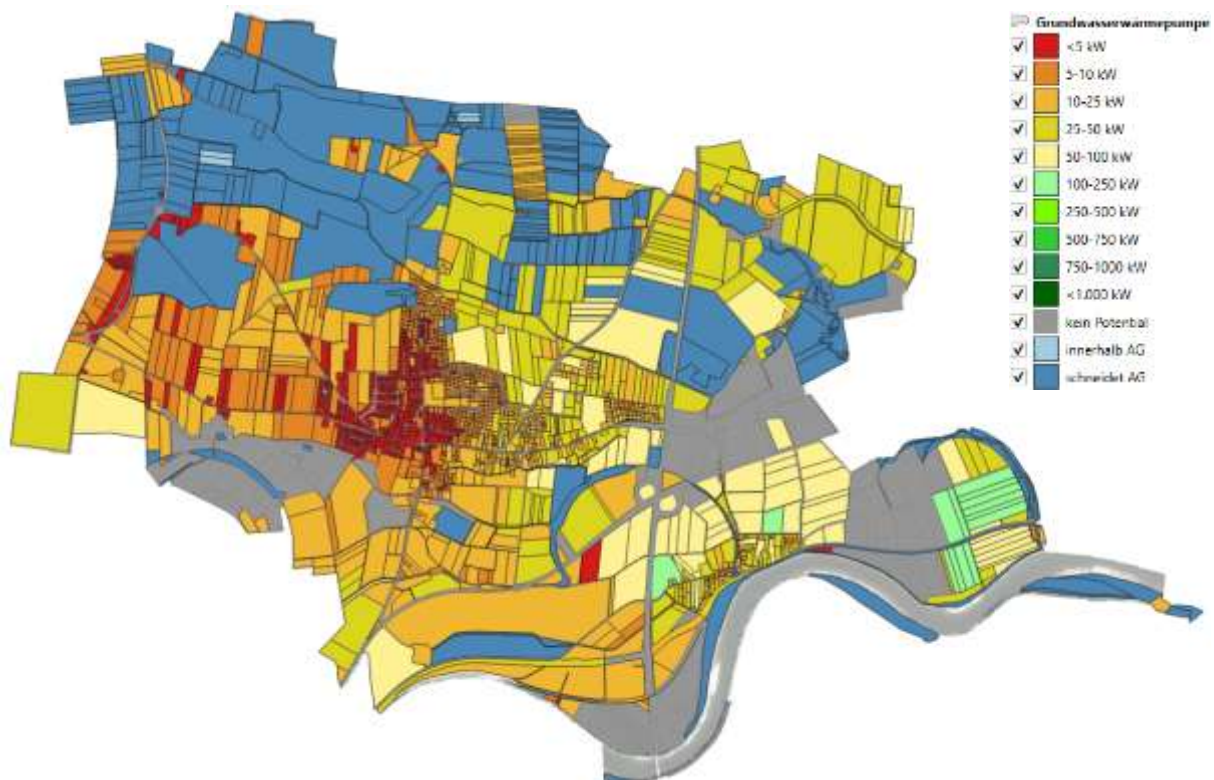 Grundwasserwärmepumpe
<5 kW
5-10 kW
10-25 kW
25-50 kW
50-100 kW
100-250 kW
250-500 kW
500-750 kW
750-1000 kW
<1.000 kW
kein Potential
innerhalb AG
schneidet AG